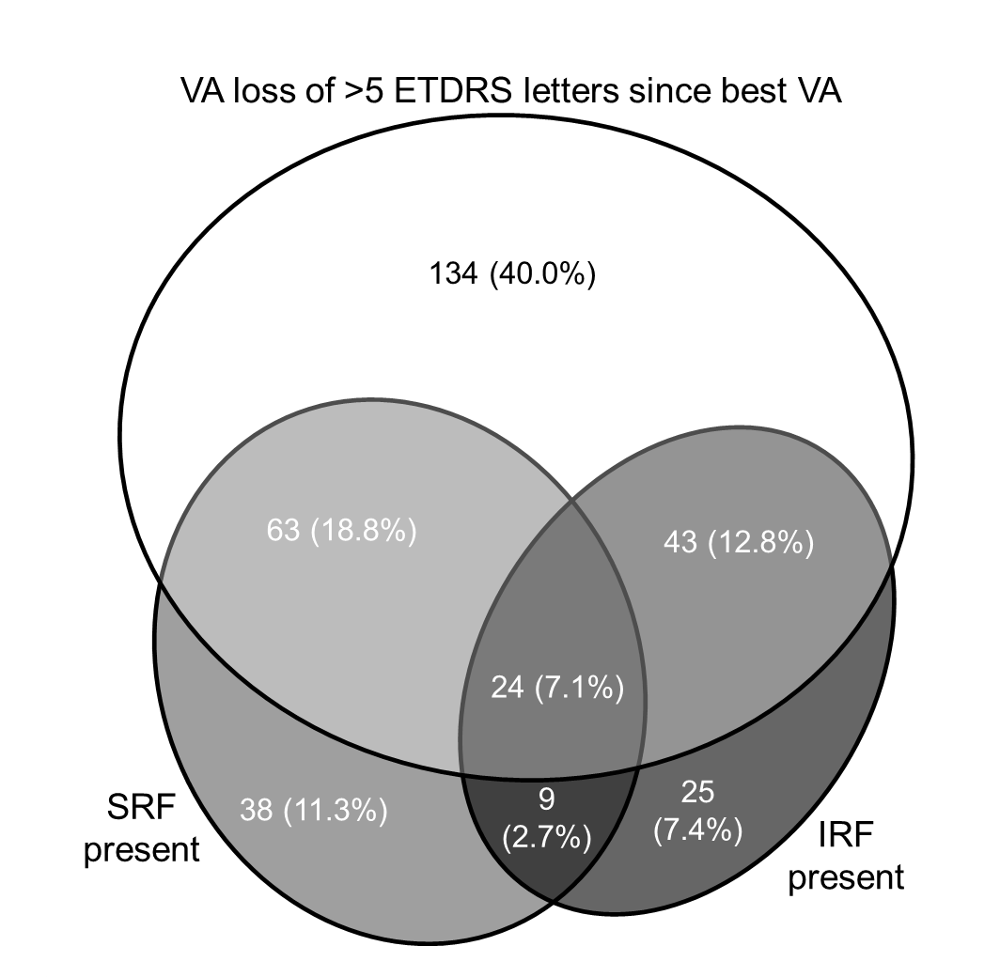 VA loss of >5 ETDRS letters since best VA
134 (40.0%)
63 (18.8%)
43 (12.8%)
24 (7.1%)
38 (11.3%)
9
(2.7%)
25
(7.4%)
SRF
present
IRF
present